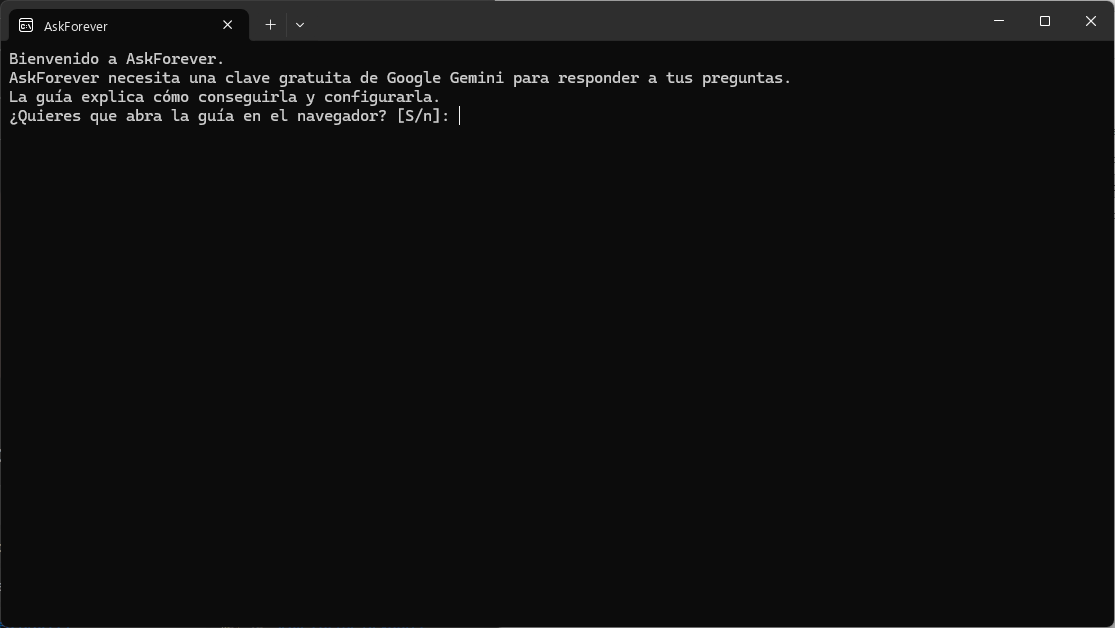 AskForever
Bienvenido a AskForever.
AskForever necesita una clave gratuita de Google Gemini para responder a tus preguntas.
La guía explica cómo conseguirla y configurarla.
¿Quieres que abra la guía en el navegador? [S/n]: